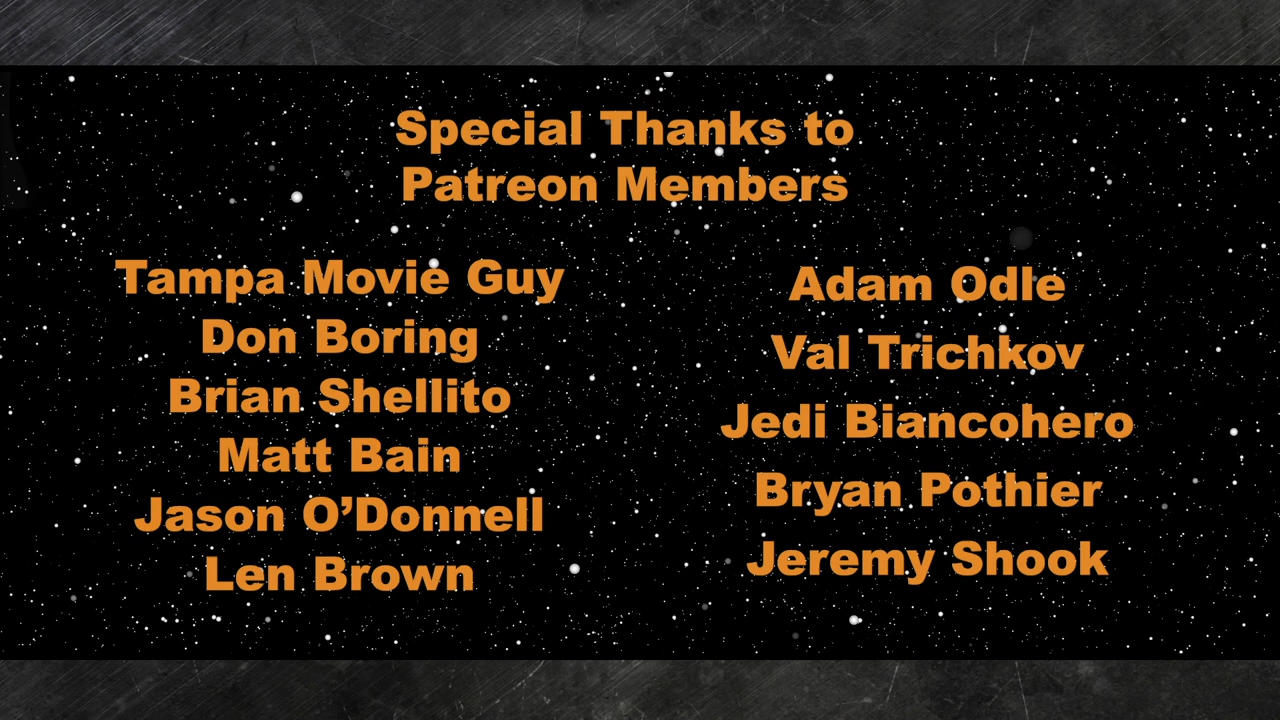 Special Thanks to
Patreon Members
Tampa Movie Guy
Don Boring
Brian Shellito
Matt Bain
Jason O’Donnell
Len Brown
Adam Odle
Val Trichkov
Jedi Biancohero
Bryan Pothier
Jeremy Shook